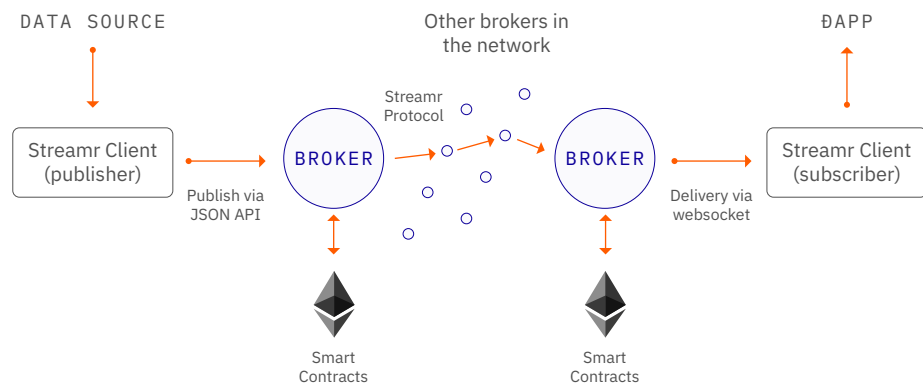 DATA SOURCE
Other brokers in
the network
ÐAPP
Streamr
Protocol
Streamr Client
(publisher)
BROKER
BROKER
Streamr Client
(subscriber)
Publish via
JSON API
Delivery via
websocket
Smart
Contracts
Smart
Contracts